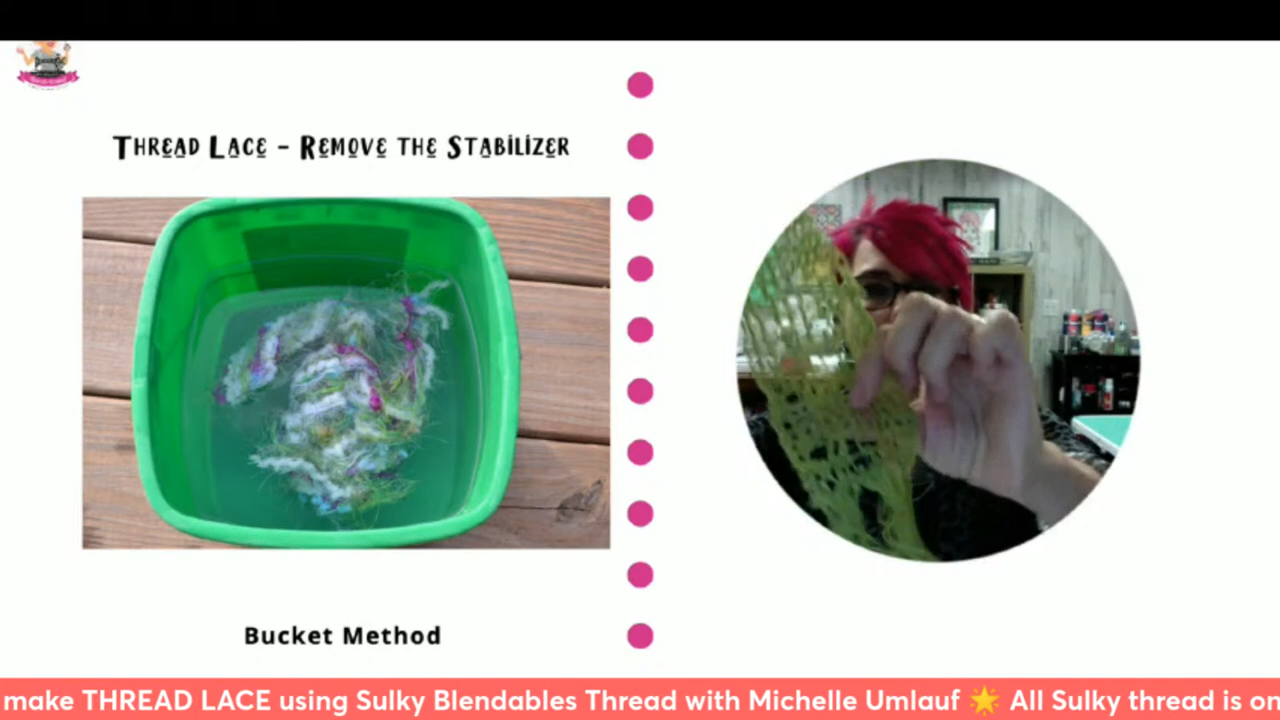 Thread Lace - Remove the Stabilizer
Bucket Method
make THREAD LACE using Sulky Blendables Thread with Michelle Umlauf 🌟 All Sulky thread is on